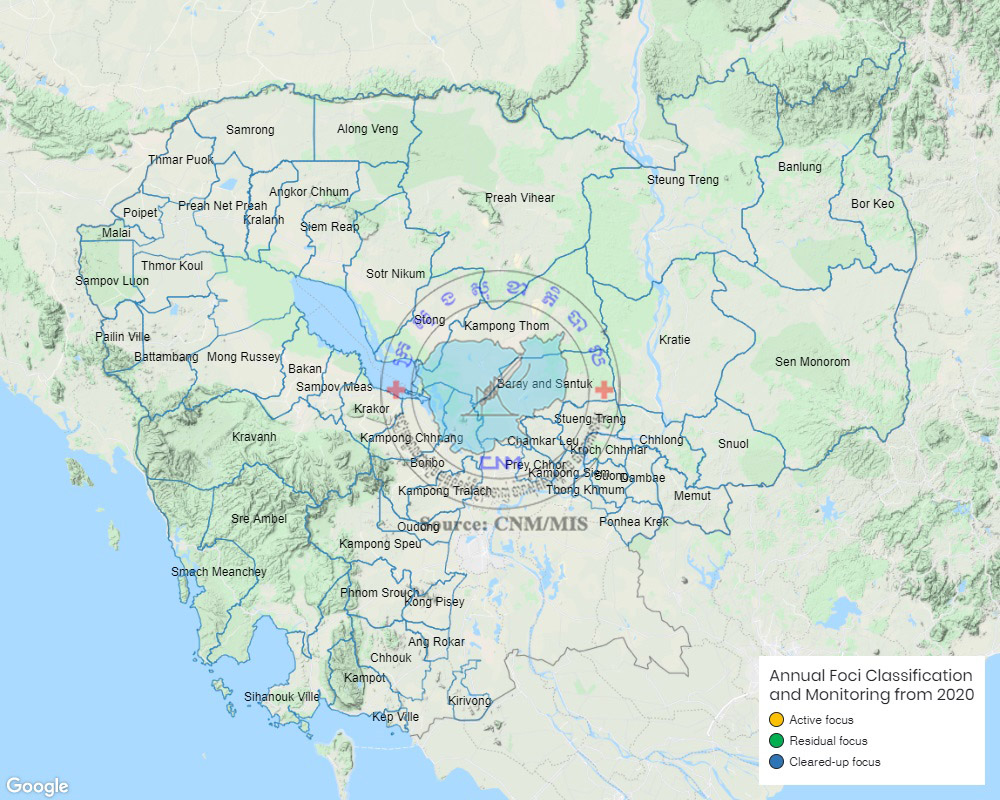 Samrong
Along Veng
Thmar Puok
Banlung
Steung Treng
Angkor Chhum
Preah Vihear
Preah Net Preah
Bor Keo
Poipet
Kralanh
Siem Reap
Malai
Thmor Koul
Sotr Nikum
Sampov Luon
Stong
Kampong Thom
Pailin Ville
Kratie
Battambang
Mong Russey
Sen Monorom
Bakan
Sampov Meas
Baray and Santuk
Krakor
Stueng Trang
Kravanh
Kampong Chhnang
Chamkar Leu
Chhlong
Snuol
Kroch Chhmar
Boribo
CNM
Prey Chhor
Kampong Siem
Suong
Dambae
Kampong Tralach
Thong Khmum
Memut
Sre Ambel
Oudong
Source: CNM/MIS
Ponhea Krek
Kampong Speu
Smach Meanchey
Phnom Srouch
Kong Pisey
Ang Rokar
Chhouk
Kampot
Sihanouk Ville
Kirivong
Kep Ville
Annual Foci Classification
and Monitoring from 2020
Active focus
Residual focus
Cleared-up focus
Google